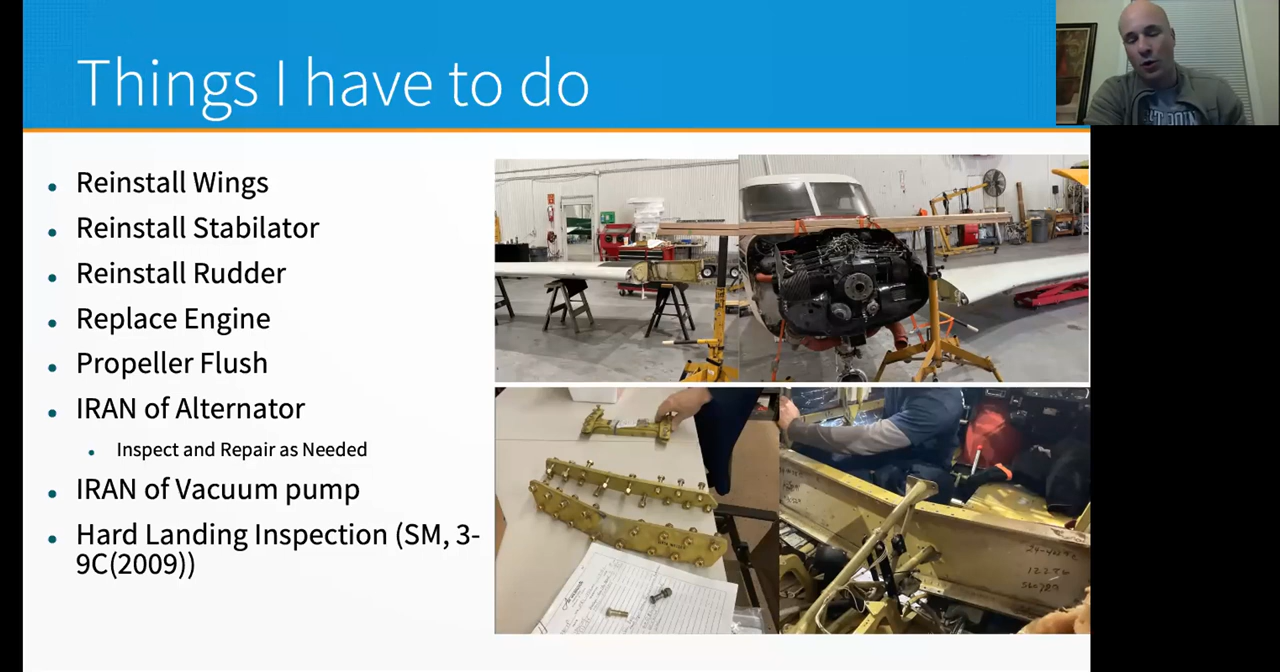 Things I have to do
Reinstall Wings
Reinstall Stabilator
Reinstall Rudder
Replace Engine
Propeller Flush
IRAN of Alternator
Inspect and Repair as Needed
IRAN of Vacuum pump
Hard Landing Inspection (SM, 3-
9C(2009))